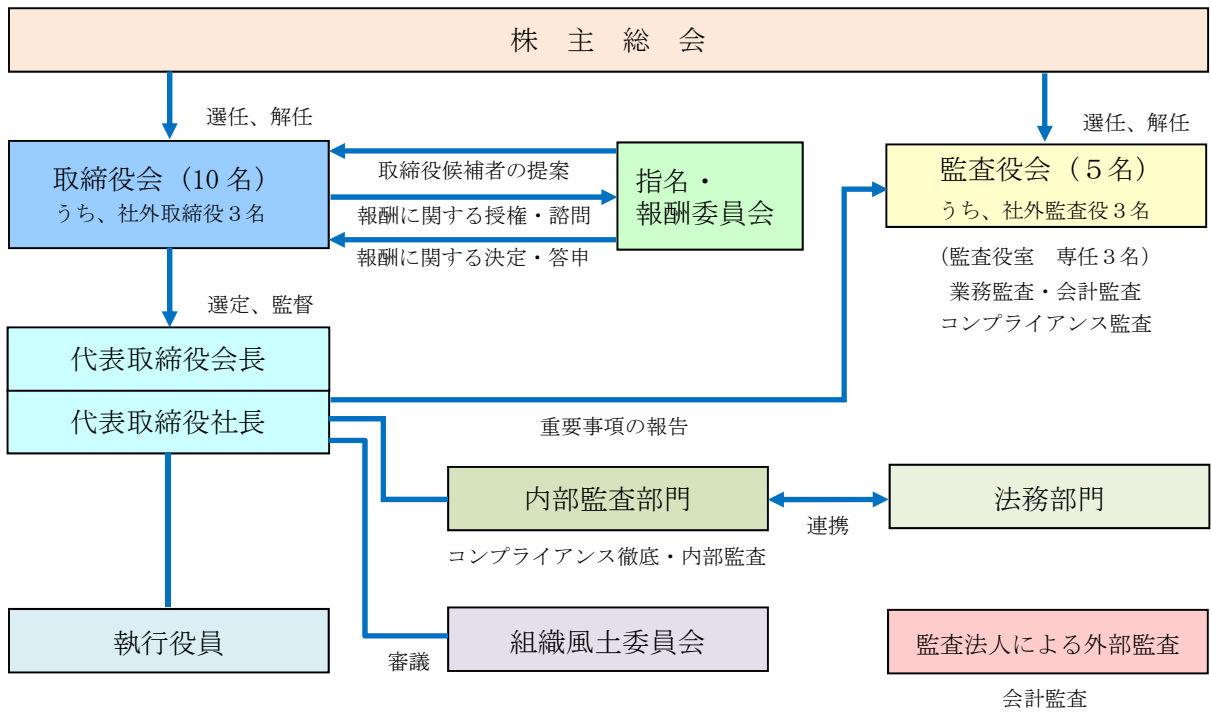 株 主 総 会
選任、解任
選任、解任
取締役会（10 名）
うち、社外取締役３名
取締役候補者の提案
報酬に関する授権・諮問
報酬に関する決定・答申
指名・
報酬委員会
監査役会（５名）
うち、社外監査役３名
（監査役室　専任３名）
業務監査・会計監査
コンプライアンス監査
選定、監督
代表取締役会長
代表取締役社長
重要事項の報告
内部監査部門
連携
法務部門
コンプライアンス徹底・内部監査
執行役員
審議
組織風土委員会
監査法人による外部監査
会計監査